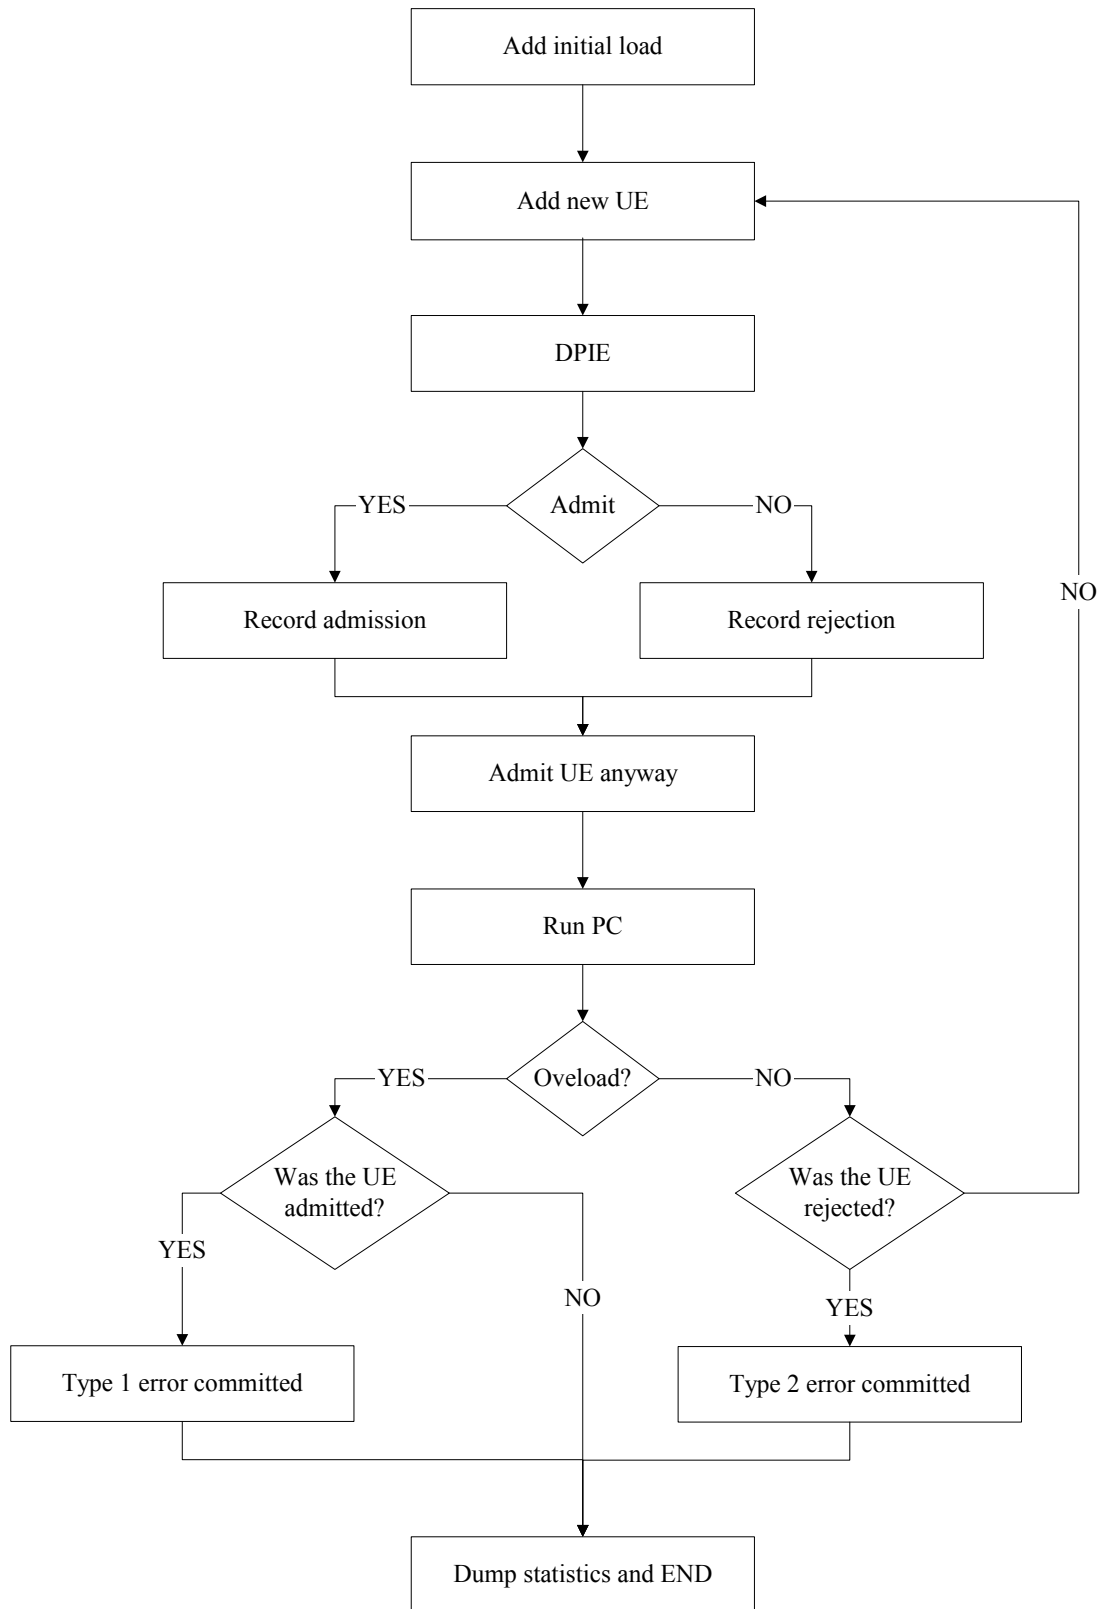 Add initial load
Add new UE
DPIE
Admit
YES
NO
Record admission
Record rejection
NO
Admit UE anyway
Run PC
Oveload?
YES
NO
Was the UE
admitted?
Was the UE
rejected?
YES
NO
YES
Type 1 error committed
Type 2 error committed
Dump statistics and END